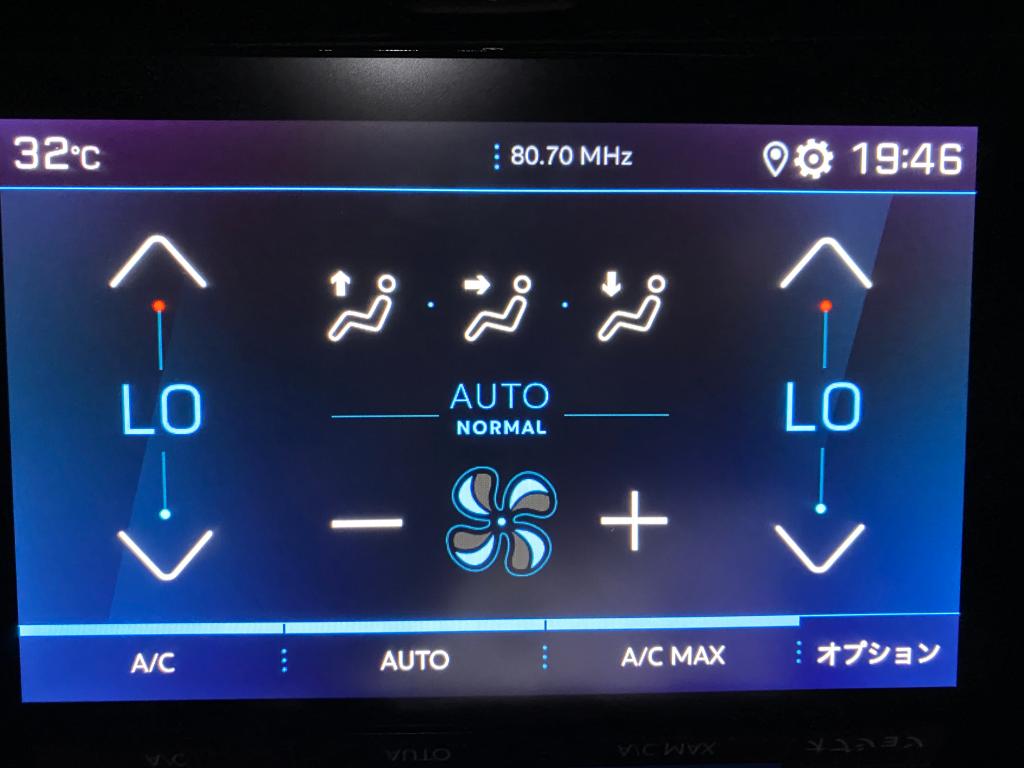 32°C
80.70 MHz
19:46
LO
AUTO
NORMAL
LO
A/C
AUTO
A/C MAX
オプション